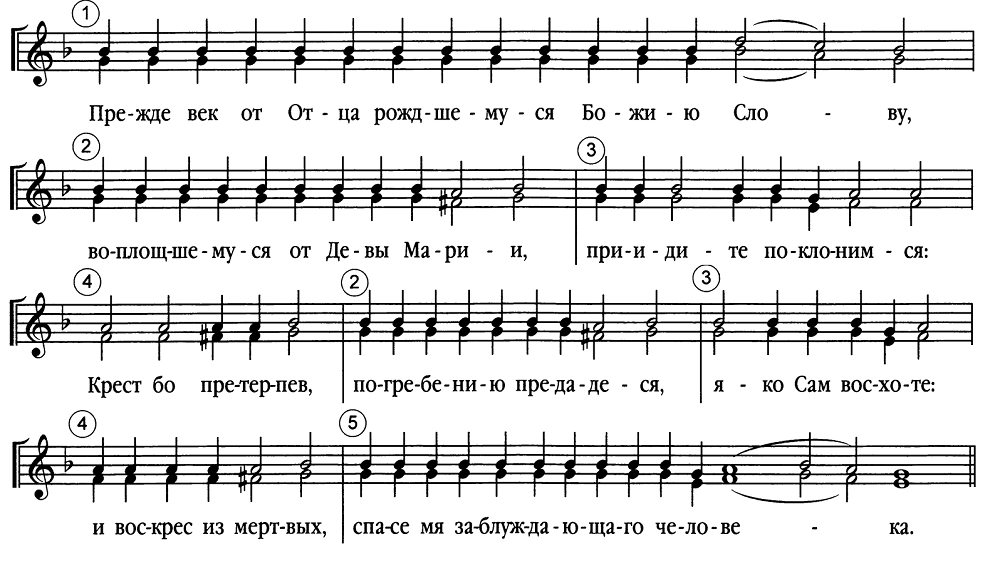 1
Пре-жде век от От-ца рожд-ше-му-ся Бо-жи-ю Сло-ву,
2 3
во-площ-ше-му-ся от Де-вы Ма-ри-и, при-и-ди-те по-кло-ним-ся:
4 2 3
Крест бо пре-тер-пев, по-гре-бе-ни-ю пре-да-де-ся, я-ко Сам вос-хо-те:
4 5
и вос-крес из мерт-вых, спа-се мя за-блуж-да-ю-ща-го че-ло-ве-ка.